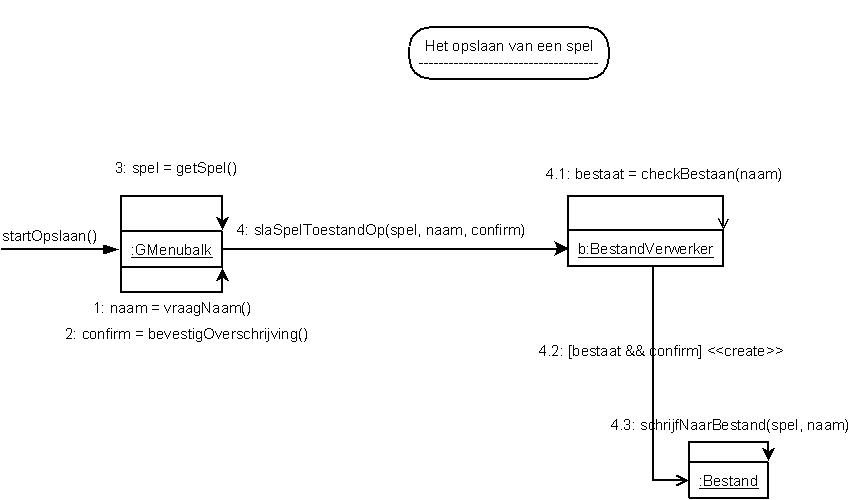 Het opslaan van een spel
3: spel = getSpel()
4.1: bestaat = checkBestaan(naam)
startOpslaan()
:GMenubalk
4: slaSpelToestandOp(spel, naam, confirm)
b:BestandVerwerker
1: naam = vraagNaam()
2: confirm = bevestigOverschrijving()
4.2: [bestaat && confirm] <<create>>
4.3: schrijfNaarBestand(spel, naam)
:Bestand